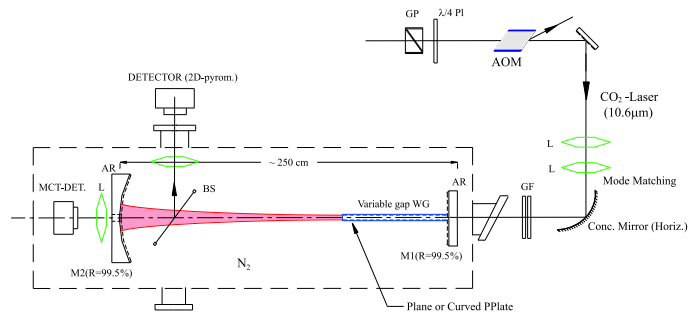 GP
λ/4 Pl
AOM
DETECTOR (2D-pyrom.)
CO2 -Laser
(10.6μm)
L
L
Mode Matching
~ 250 cm
AR
AR
MCT-DET.
L
BS
GF
Variable gap WG
Conc. Mirror (Horiz.)
M2(R=99.5%)
N2
M1(R=99.5%)
Plane or Curved PPlate